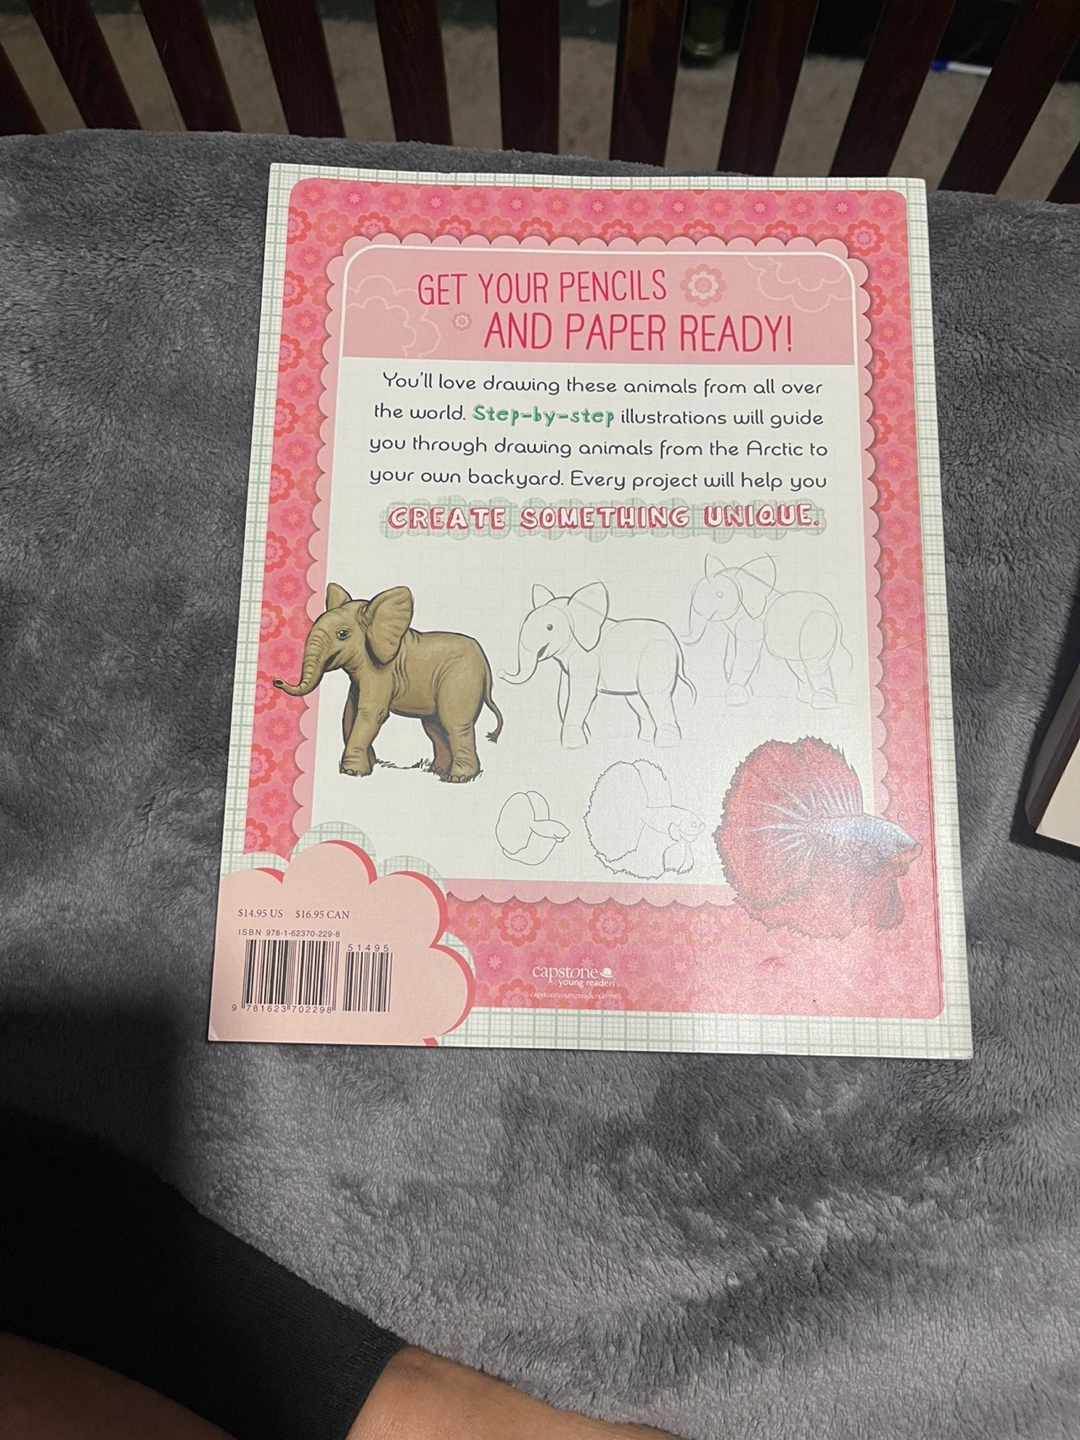 GET YOUR PENCILS
AND PAPER READY!
You'll love drawing these animals from all over
the world. Step-by-step illustrations will guide
you through drawing animals from the Arctic to
your own backyard. Every project will help you
CREATE SOMETHING UNIQUE.
$14.95 US $16.95 CAN
ISBN 978-1-62370-229-8
51495
9 781623 702298
capstone
young readers
capstoneyoungreaders.com